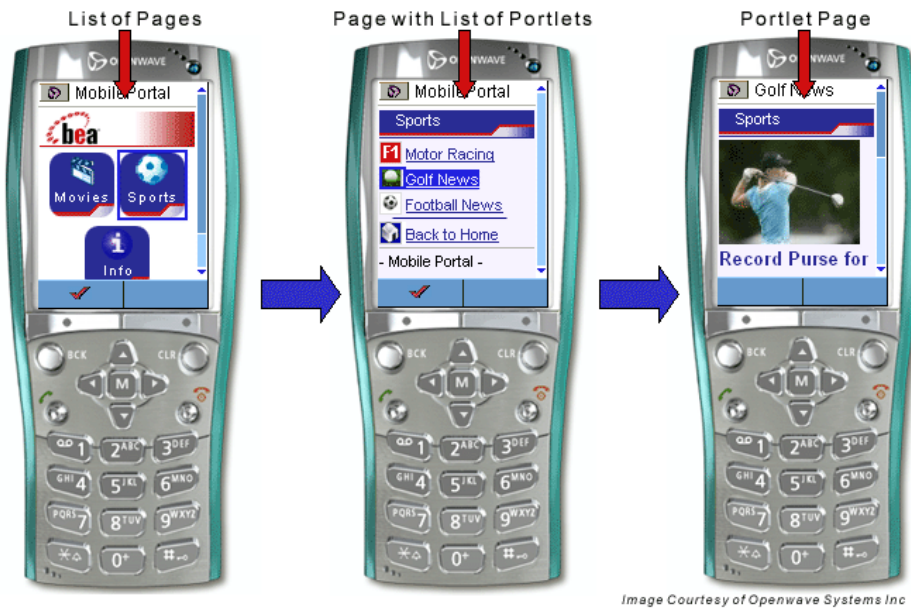 List of Pages
Page with List of Portlets
Portlet Page
OPENWAVE
Mobile Portal
bea
Movies
Sports
Info
BCK
CLR
M
1
2ABC
3DEF
GHI4
5JKL
6MNO
PQRS7
8TUV
9WXYZ
*
0+
#
OPENWAVE
Mobile Portal
Sports
F1 Motor Racing
Golf News
Football News
Back to Home
- Mobile Portal -
BCK
CLR
M
1
2ABC
3DEF
GHI4
5JKL
6MNO
PQRS7
8TUV
9WXYZ
*
0+
#
OPENWAVE
Golf News
Sports
Record Purse for
BCK
CLR
M
1
2ABC
3DEF
GHI4
5JKL
6MNO
PQRS7
8TUV
9WXYZ
*
0+
#
Image Courtesy of Openwave Systems Inc